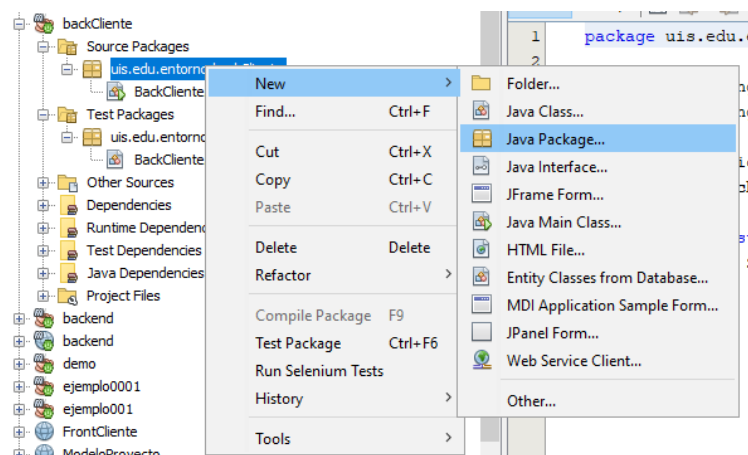 backCliente
Source Packages
uis.edu.entorno
BackCliente
Test Packages
uis.edu.entorno
BackCliente
Other Sources
Dependencies
Runtime Dependenc
Test Dependencies
Java Dependencies
Project Files
backend
backend
demo
ejemplo0001
ejemplo001
FrontCliente
ModeloProyecto
New >
Find... Ctrl+F
Cut Ctrl+X
Copy Ctrl+C
Paste Ctrl+V
Delete Delete
Refactor >
Compile Package F9
Test Package Ctrl+F6
Run Selenium Tests
History >
Tools >
Folder...
Java Class...
Java Package...
Java Interface...
JFrame Form...
Java Main Class...
HTML File...
Entity Classes from Database...
MDI Application Sample Form...
JPanel Form...
Web Service Client...
Other...
1 package uis.edu.
2